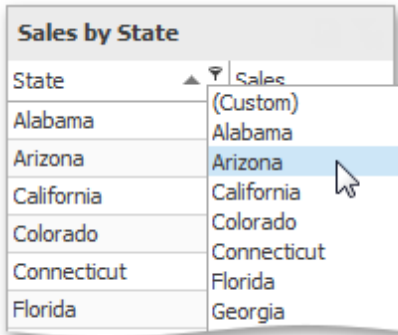 Sales by State
State Sales
(Custom)
Alabama Alabama
Arizona Arizona
California California
Colorado Colorado
Connecticut Connecticut
Florida Florida
Georgia